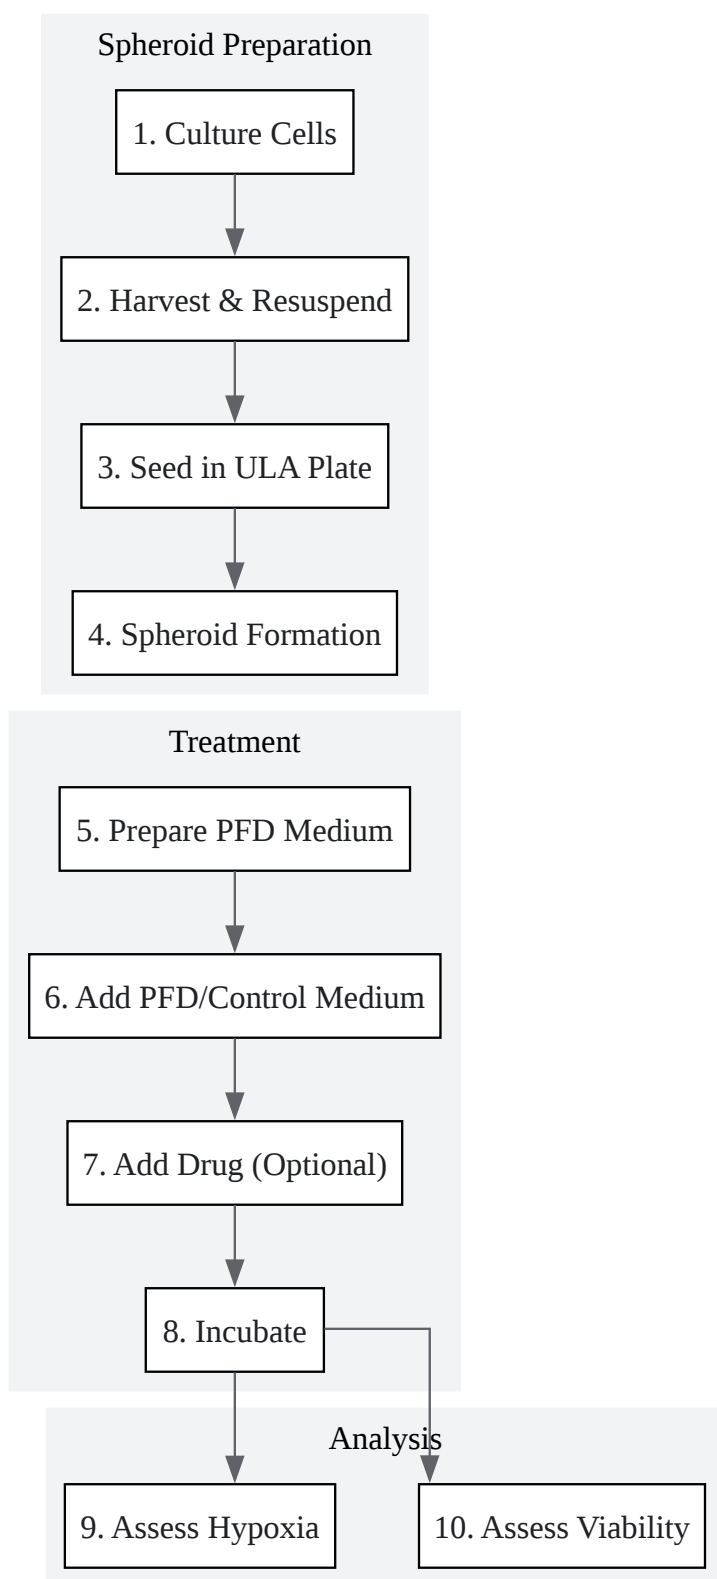 Spheroid Preparation
1. Culture Cells
2. Harvest & Resuspend
3. Seed in ULA Plate
4. Spheroid Formation
Treatment
5. Prepare PFD Medium
6. Add PFD/Control Medium
7. Add Drug (Optional)
8. Incubate
Analysis
9. Assess Hypoxia
10. Assess Viability